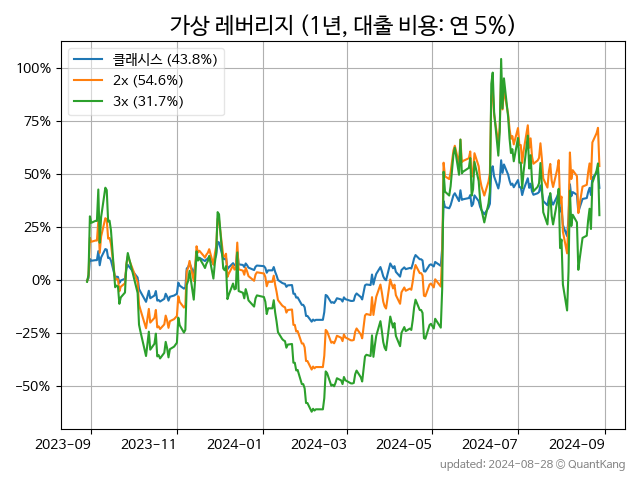 가상 레버리지 (1년, 대출 비용: 연 5%)
클래시스 (43.8%)
2x (54.6%)
3x (31.7%)
100%
75%
50%
25%
0%
−25%
−50%
2023-09 2023-11 2024-01 2024-03 2024-05 2024-07 2024-09
updated: 2024-08-28 © QuantKang